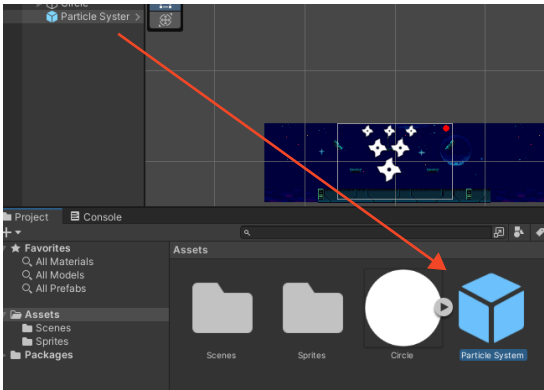 Circle
Particle Syster
Project
Console
Favorites
All Materials
All Models
All Prefabs
Assets
Scenes
Sprites
Packages
Assets
Scenes
Sprites
Circle
Particle System